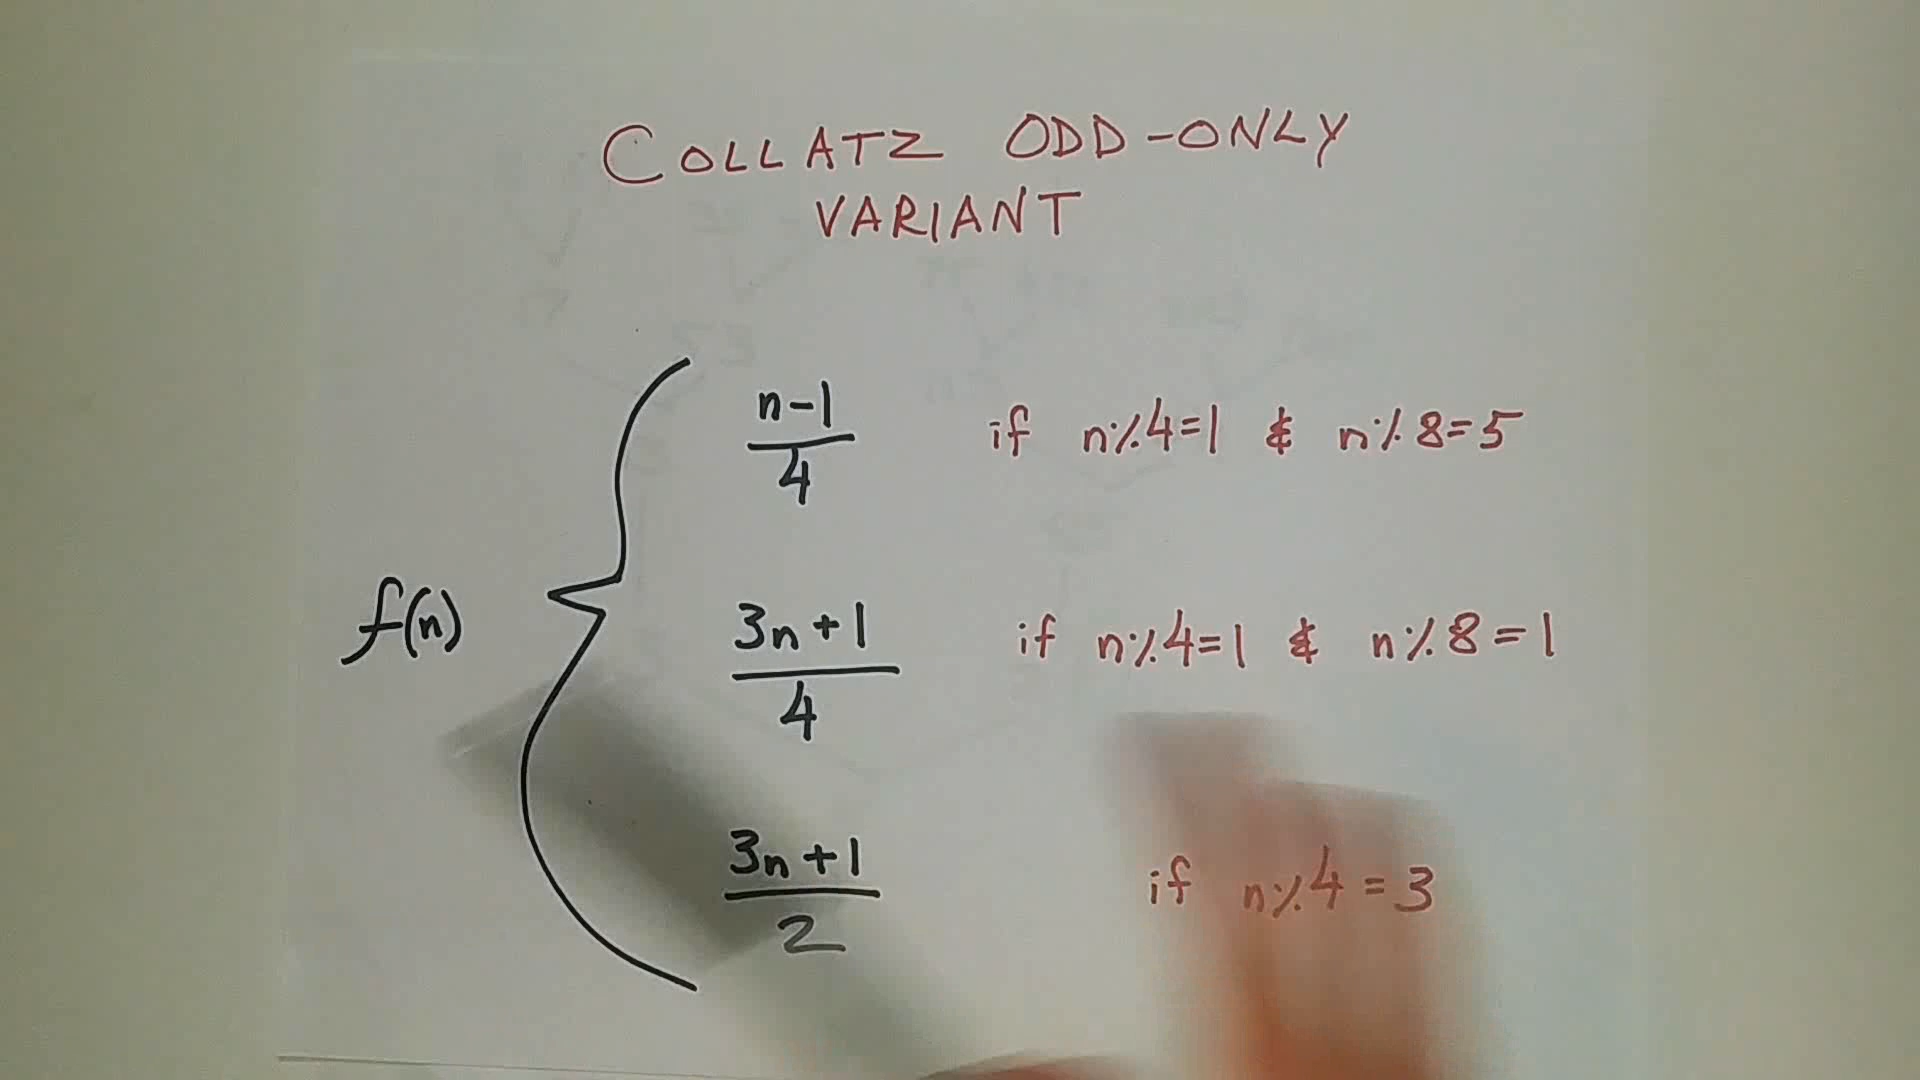 COLLATZ ODD-ONLY
VARIANT
n-1
4
if n%4=1 & n%8=5
f(n)
3n+1
4
if n%4=1 & n%8=1
3n+1
2
if n%4=3